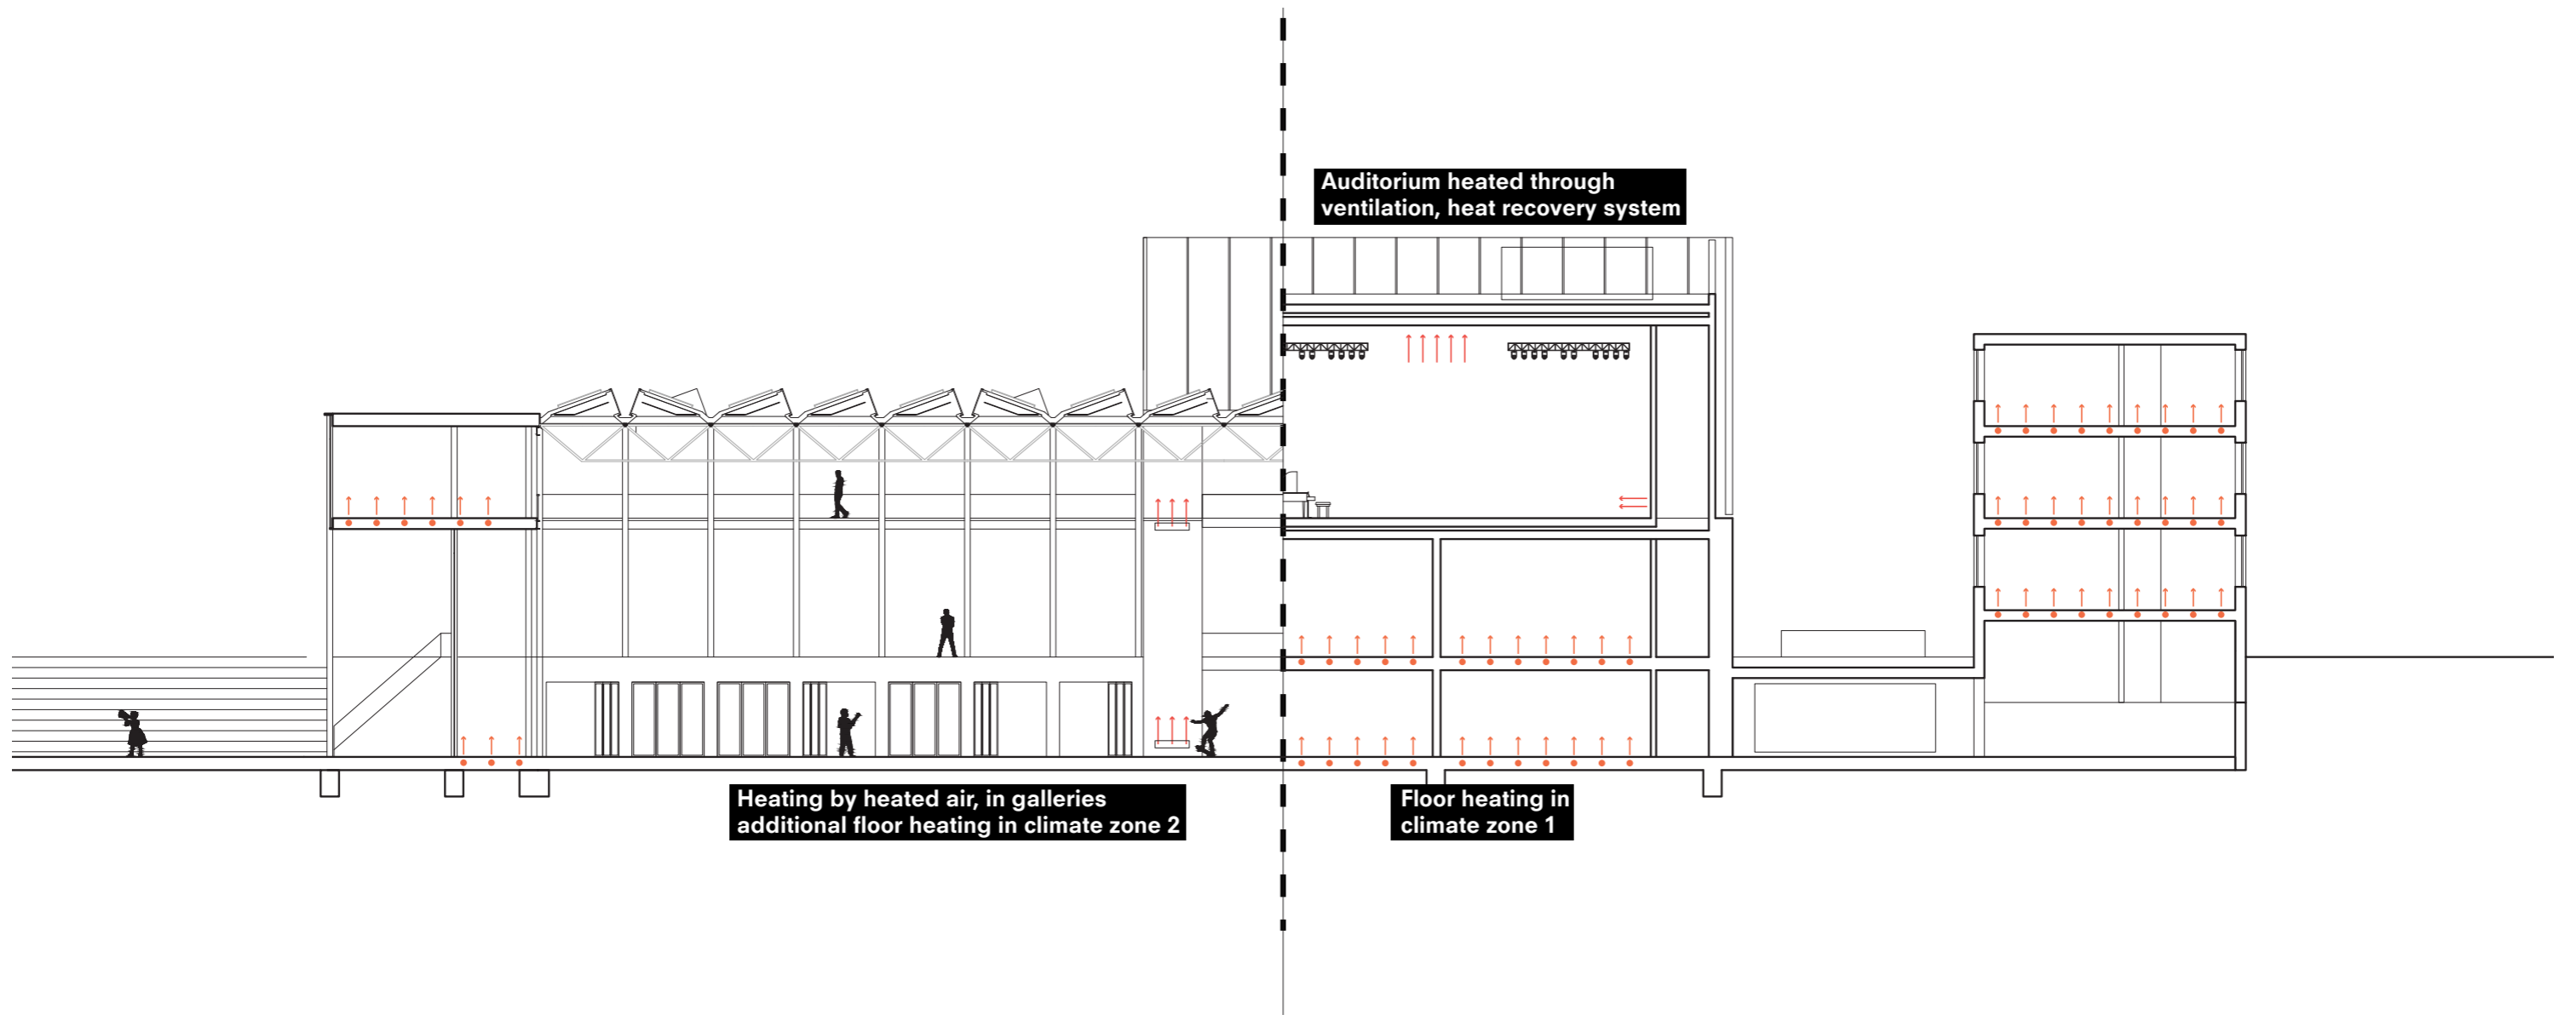 Auditorium heated through
ventilation, heat recovery system
Heating by heated air, in galleries
additional floor heating in climate zone 2
Floor heating in
climate zone 1